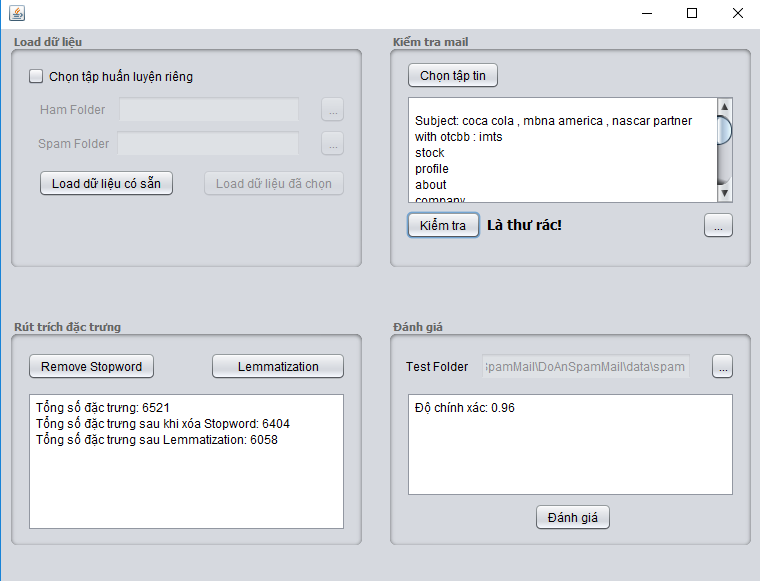 Load dữ liệu
Chọn tập huấn luyện riêng
Ham Folder
...
Spam Folder
...
Load dữ liệu có sẵn
Load dữ liệu đã chọn
Kiểm tra mail
Chọn tập tin
Subject: coca cola , mbna america , nascar partner
with otcbb : imts
stock
profile
about
company
Kiểm tra
Là thư rác!
...
Rút trích đặc trưng
Remove Stopword
Lemmatization
Tổng số đặc trưng: 6521
Tổng số đặc trưng sau khi xóa Stopword: 6404
Tổng số đặc trưng sau Lemmatization: 6058
Đánh giá
Test Folder
SpamMail\DoAnSpamMail\data\spam
...
Độ chính xác: 0.96
Đánh giá